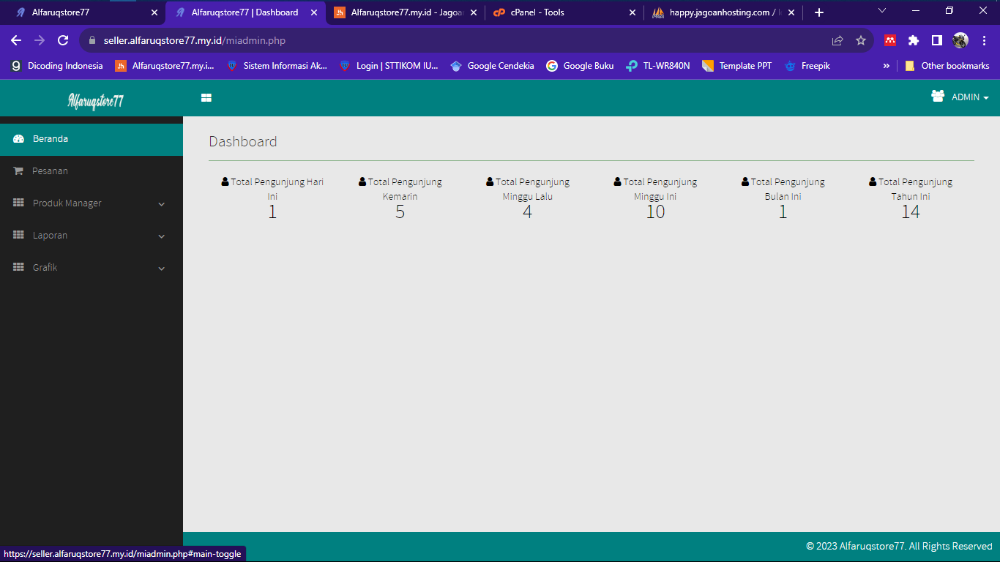 Alfaruqstore77
Alfaruqstore77 | Dashboard
Alfaruqstore77.my.id - Jagoan
cPanel - Tools
happy.jagoanhosting.com /
seller.alfaruqstore77.my.id/miadmin.php
Dicoding Indonesia
Alfaruqstore77.my.i...
Sistem Informasi Ak...
Login | STTIKOM IU...
Google Cendekia
Google Buku
TL-WR840N
Template PPT
Freepik
»
Other bookmarks
Alfaruqstore77
ADMIN
Beranda
Pesanan
Produk Manager
Laporan
Grafik
Dashboard
Total Pengunjung Hari
Ini
1
Total Pengunjung
Kemarin
5
Total Pengunjung
Minggu Lalu
4
Total Pengunjung
Minggu Ini
10
Total Pengunjung
Bulan Ini
1
Total Pengunjung
Tahun Ini
14
© 2023 Alfaruqstore77. All Rights Reserved
https://seller.alfaruqstore77.my.id/miadmin.php#main-toggle